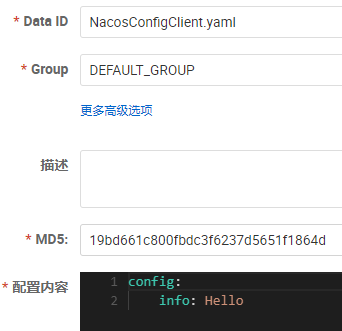 * Data ID NacosConfigClient.yaml
* Group DEFAULT_GROUP
更多高级选项
描述
* MD5: 19bd661c800fbdc3f6237d5651f1864d
* 配置内容 1 config:
2 info: Hello